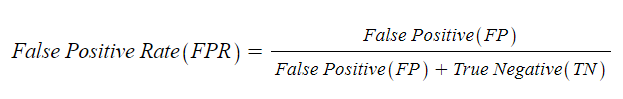 False Positive Rate(FPR) = False Positive(FP) / False Positive(FP) + True Negative(TN)